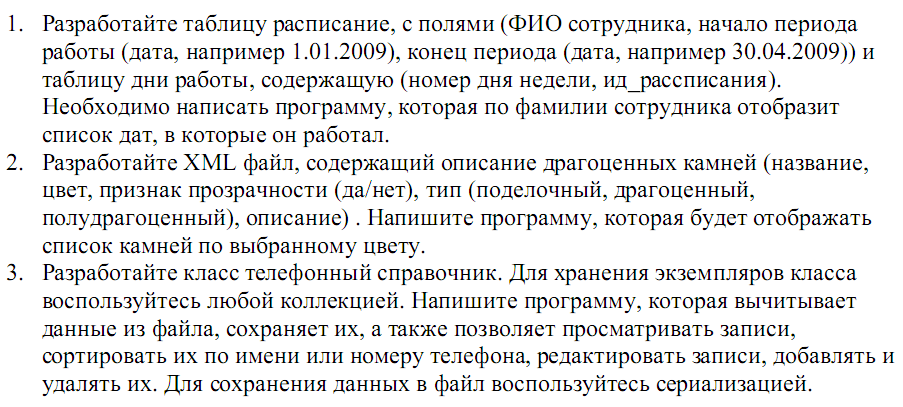 1. Разработайте таблицу расписание, с полями (ФИО сотрудника, начало периода
работы (дата, например 1.01.2009), конец периода (дата, например 30.04.2009)) и
таблицу дни работы, содержащую (номер дня недели, ид_рассписания).
Необходимо написать программу, которая по фамилии сотрудника отобразит
список дат, в которые он работал.
2. Разработайте XML файл, содержащий описание драгоценных камней (название,
цвет, признак прозрачности (да/нет), тип (поделочный, драгоценный,
полудрагоценный), описание) . Напишите программу, которая будет отображать
список камней по выбранному цвету.
3. Разработайте класс телефонный справочник. Для хранения экземпляров класса
воспользуйтесь любой коллекцией. Напишите программу, которая вычитывает
данные из файла, сохраняет их, а также позволяет просматривать записи,
сортировать их по имени или номеру телефона, редактировать записи, добавлять и
удалять их. Для сохранения данных в файл воспользуйтесь сериализацией.